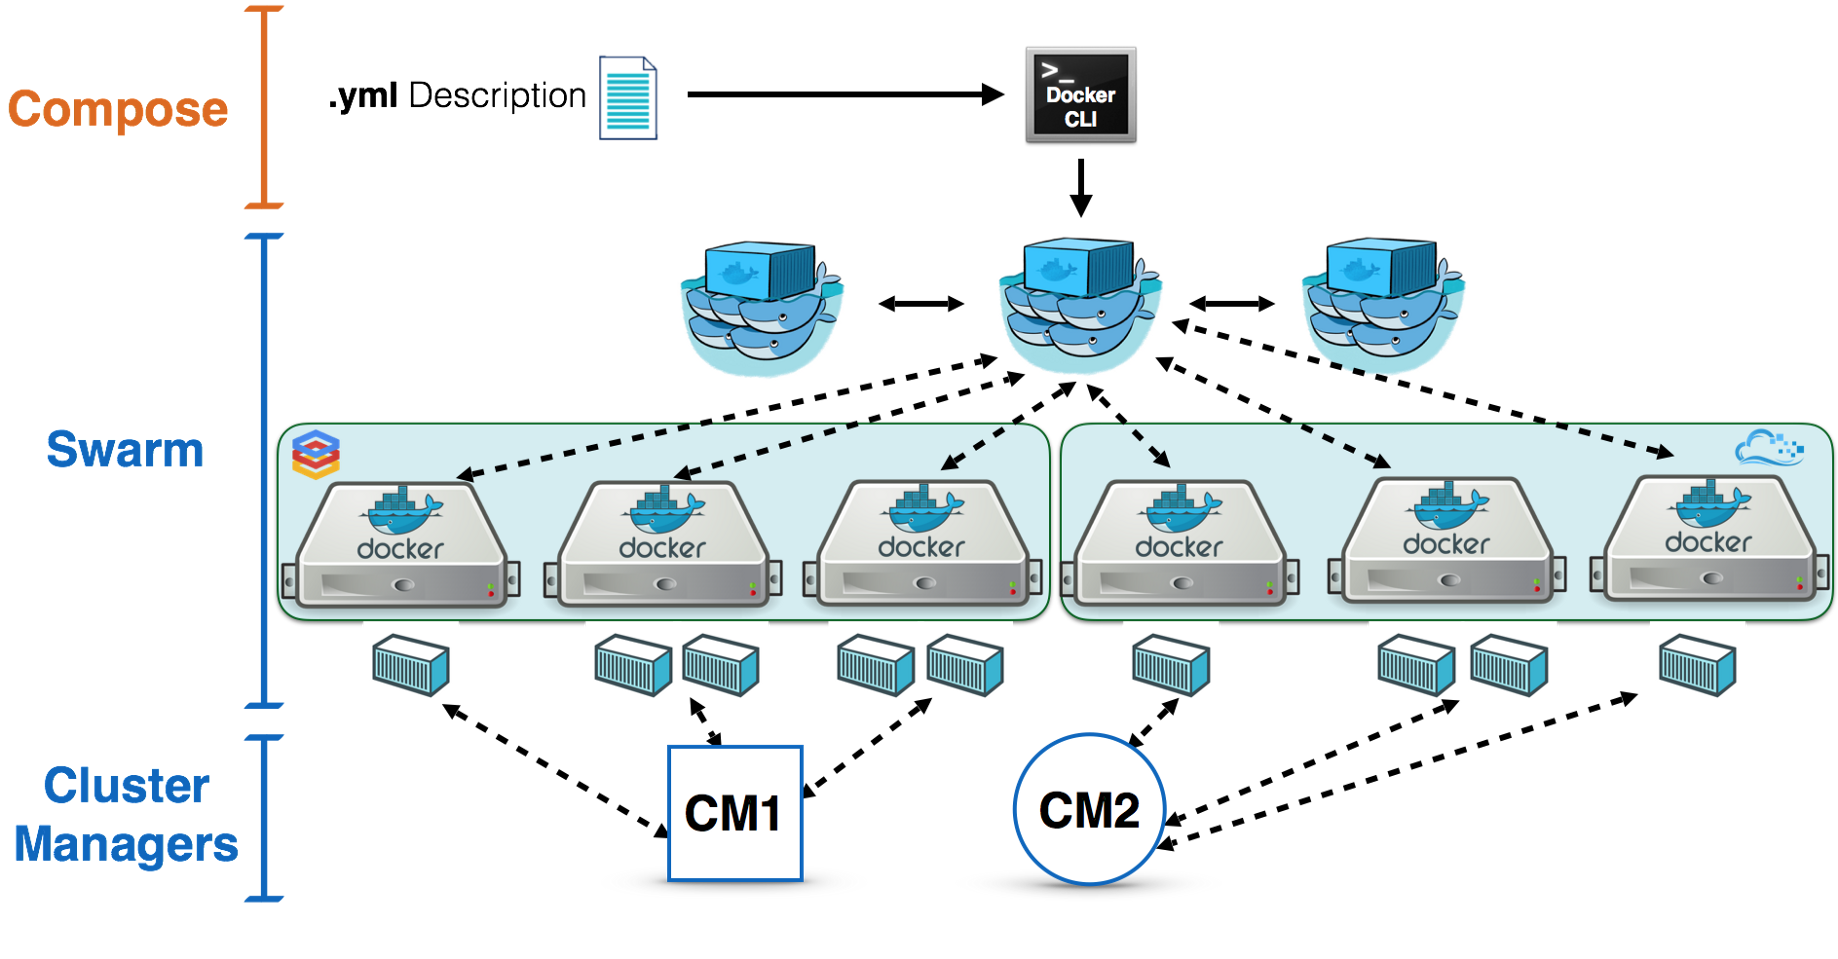 Compose
.yml Description
>_
Docker
CLI
Swarm
docker
docker
docker
docker
docker
docker
Cluster
Managers
CM1
CM2